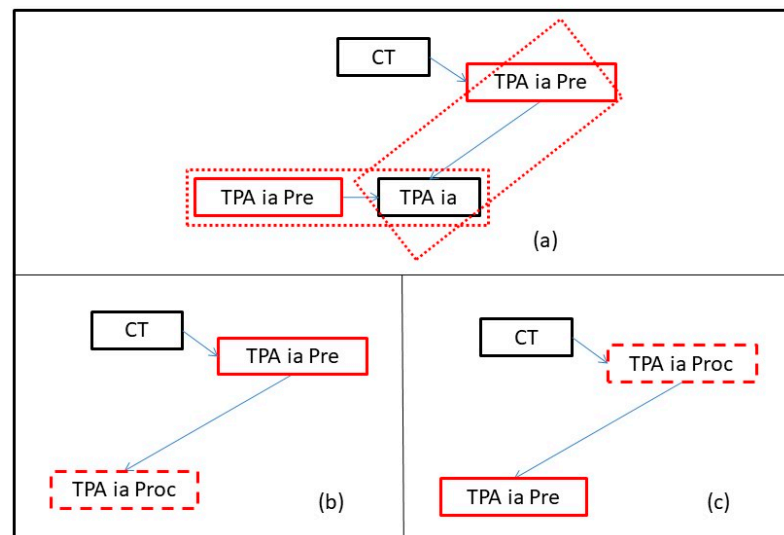 CT
TPA ia Pre
TPA ia Pre
TPA ia
(a)
CT
TPA ia Pre
TPA ia Proc
(b)
CT
TPA ia Proc
TPA ia Pre
(c)